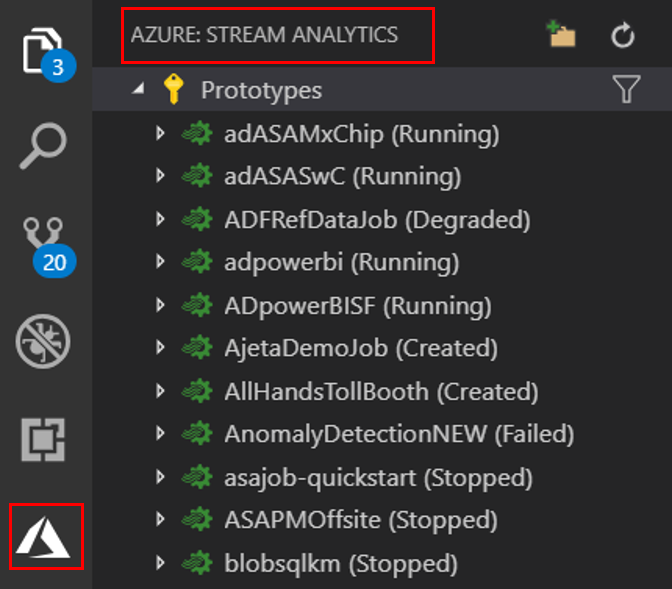 3
20
AZURE: STREAM ANALYTICS
Prototypes
adASAMxChip (Running)
adASASwC (Running)
ADFRefDataJob (Degraded)
adpowerbi (Running)
ADpowerBISF (Running)
AjetaDemoJob (Created)
AllHandsTollBooth (Created)
AnomalyDetectionNEW (Failed)
asajob-quickstart (Stopped)
ASAPMOffsite (Stopped)
blobsqlkm (Stopped)